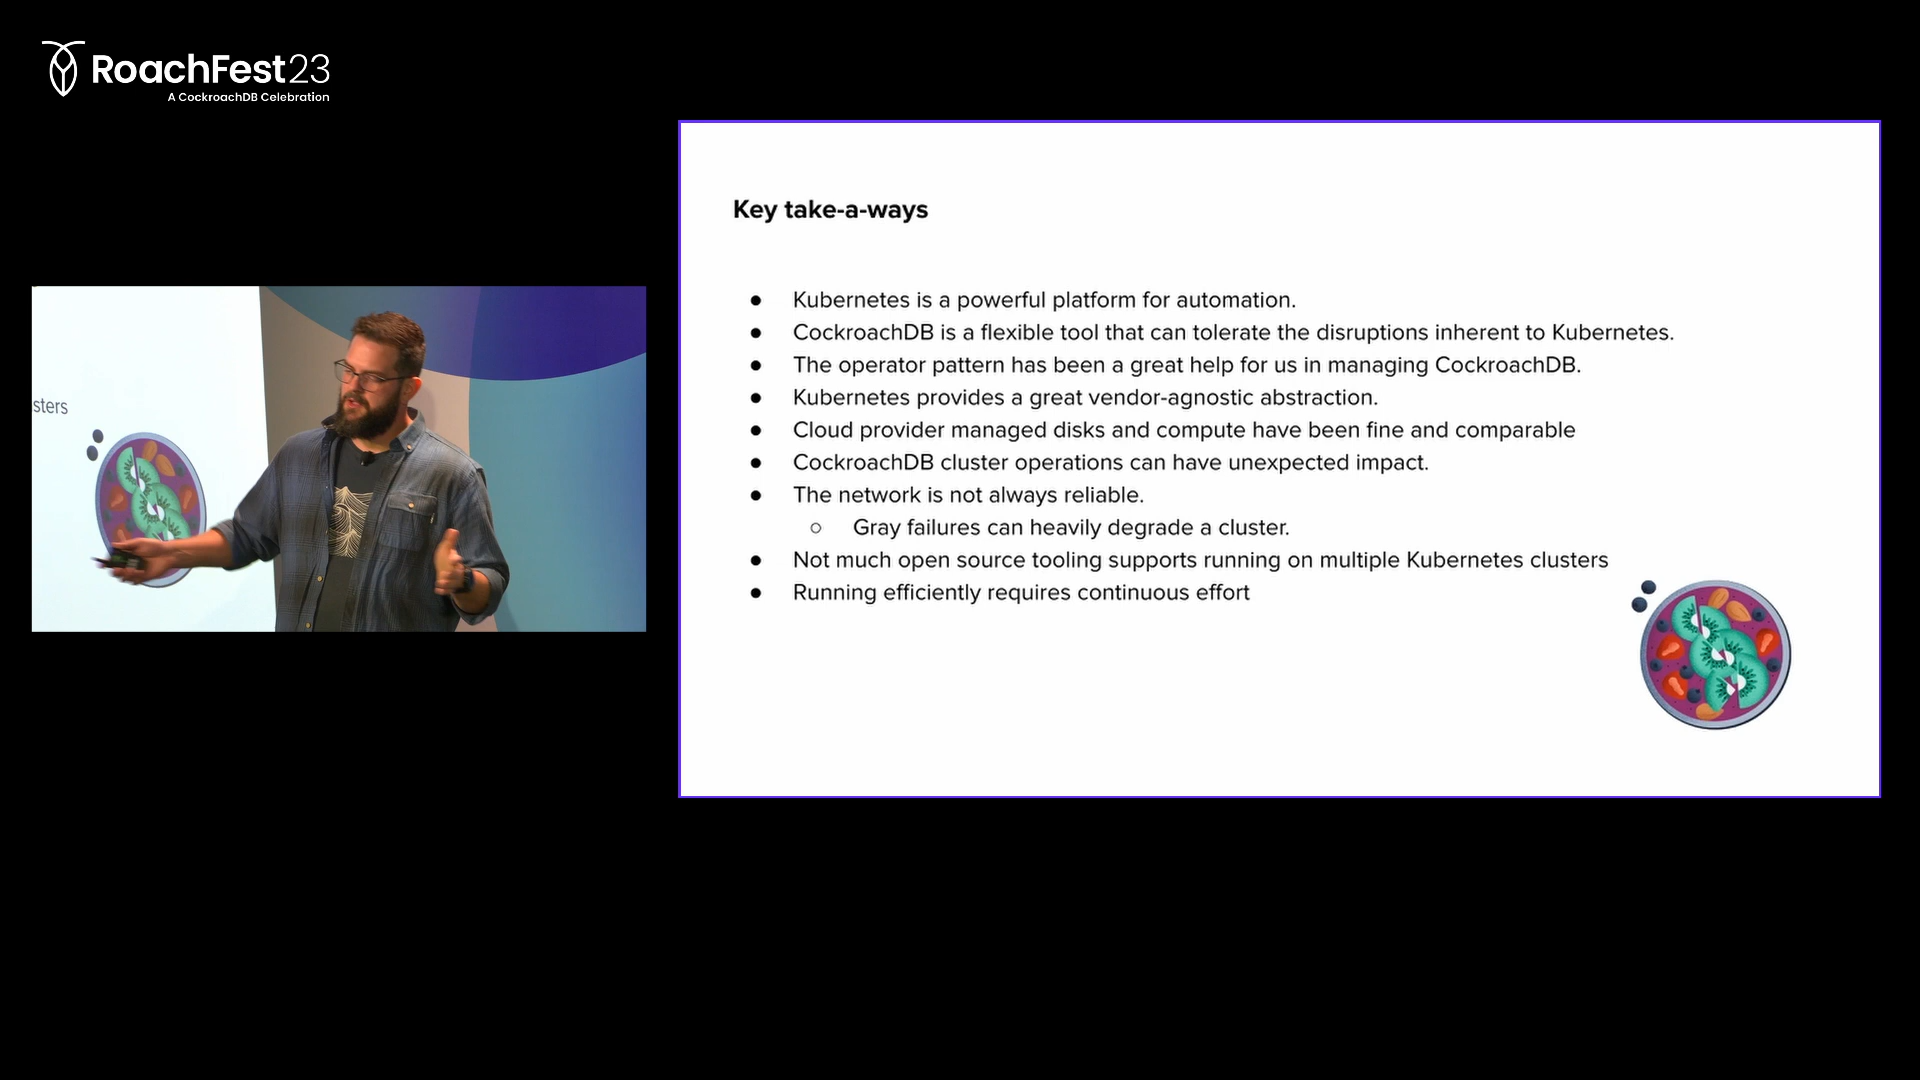 RoachFest23
A CockroachDB Celebration
sters
Key take-a-ways
● Kubernetes is a powerful platform for automation.
● CockroachDB is a flexible tool that can tolerate the disruptions inherent to Kubernetes.
● The operator pattern has been a great help for us in managing CockroachDB.
● Kubernetes provides a great vendor-agnostic abstraction.
● Cloud provider managed disks and compute have been fine and comparable
● CockroachDB cluster operations can have unexpected impact.
● The network is not always reliable.
○ Gray failures can heavily degrade a cluster.
● Not much open source tooling supports running on multiple Kubernetes clusters
● Running efficiently requires continuous effort